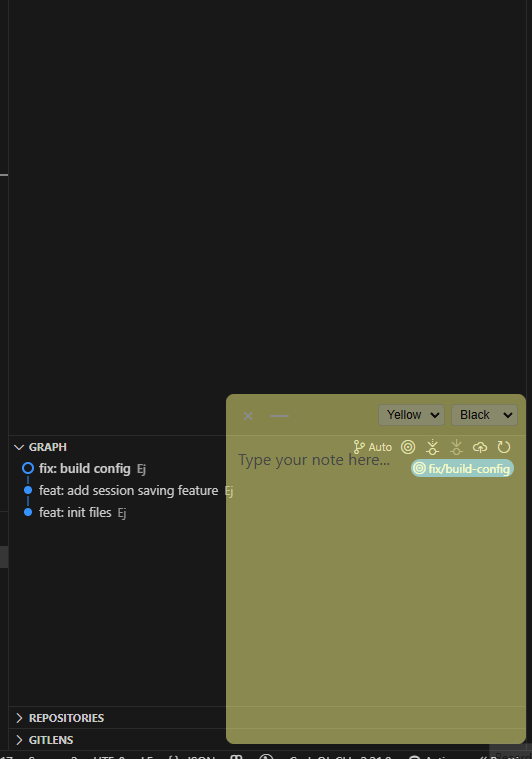 Yellow Black
GRAPH Auto
Type your note here...
fix: build config Ej fix/build-config
feat: add session saving feature Ej
feat: init files Ej
REPOSITORIES
GITLENS